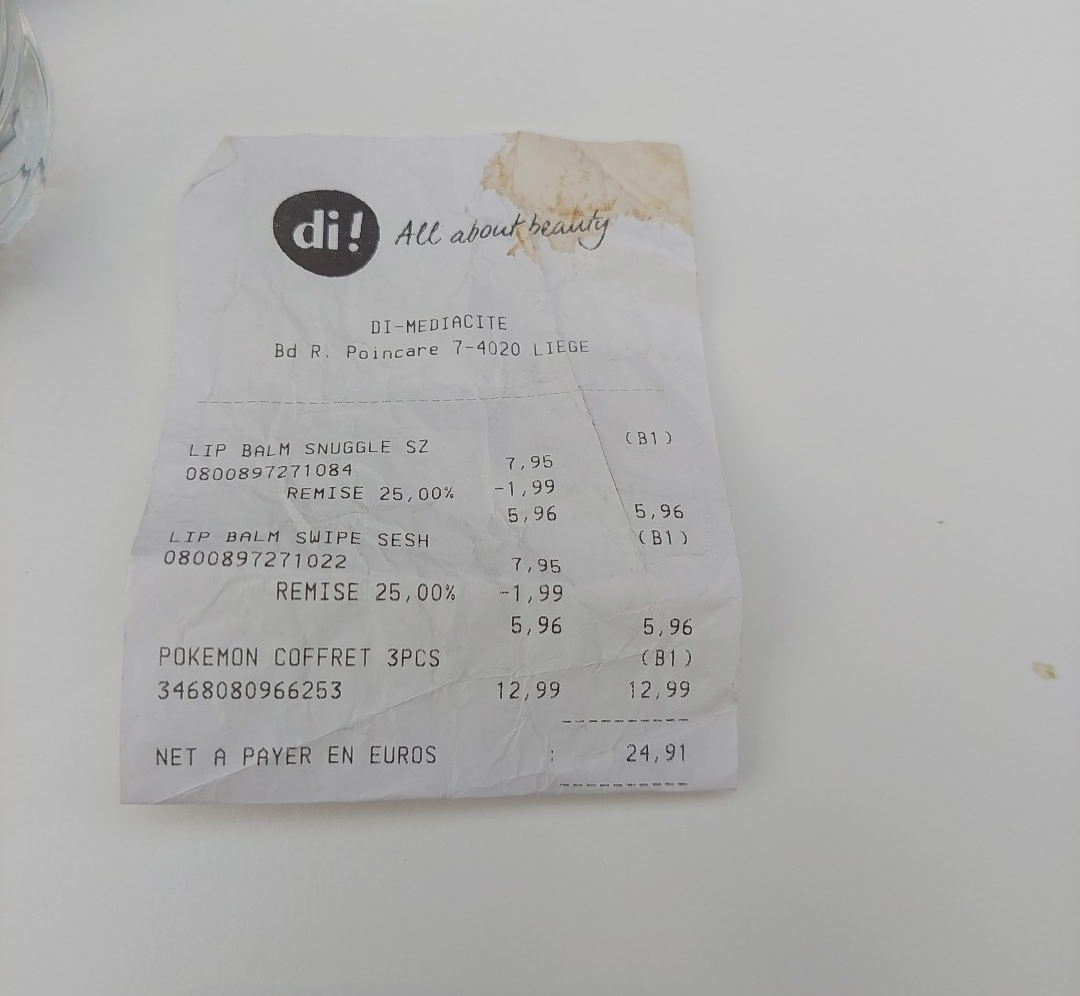 di! All about beauty
DI-MEDIACITE
Bd R. Poincare 7-4020 LIEGE
LIP BALM SNUGGLE SZ (B1)
0800897271084 7,95
REMISE 25,00% -1,99
5,96 5,96
LIP BALM SWIPE SESH (B1)
0800897271022 7,95
REMISE 25,00% -1,99
5,96 5,96
POKEMON COFFRET 3PCS (B1)
3468080966253 12,99 12,99
NET A PAYER EN EUROS : 24,91